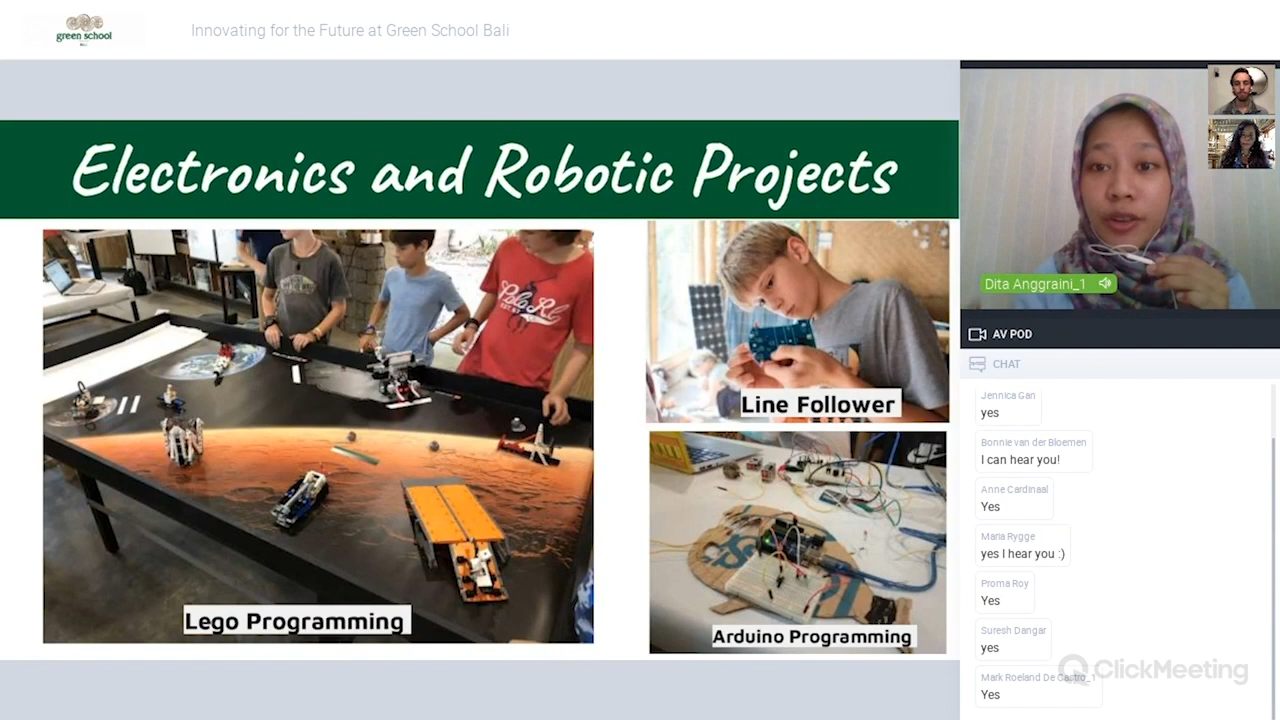 green school
Innovating for the Future at Green School Bali
Electronics and Robotic Projects
Lego Programming
Line Follower
Arduino Programming
Dita Anggraini_1
AV POD
CHAT
Jennica Gan
yes
Bonnie van der Bloemen
I can hear you!
Anne Cardinaal
Yes
Maria Rygge
yes I hear you :)
Proma Roy
Yes
Suresh Dangar
yes
Mark Roeland De Castro_1
Yes
ClickMeeting